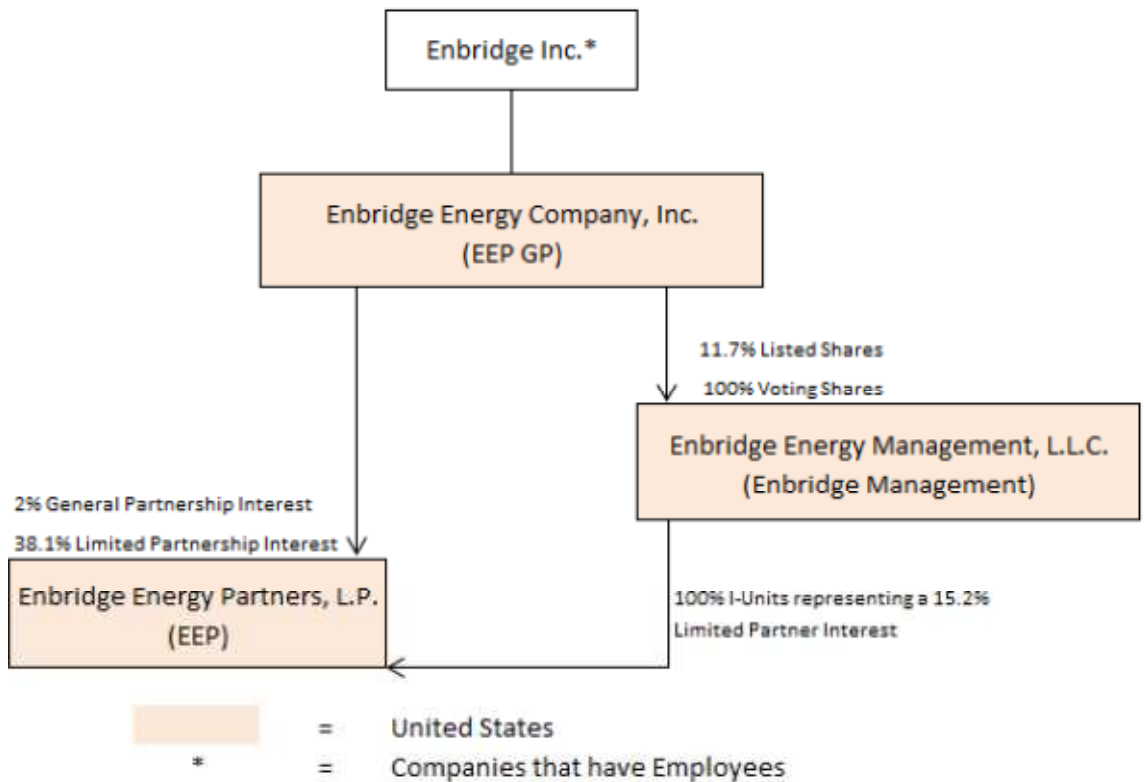 Enbridge Inc.*
Enbridge Energy Company, Inc.
(EEP GP)
11.7% Listed Shares
100% Voting Shares
Enbridge Energy Management, L.L.C.
(Enbridge Management)
2% General Partnership Interest
38.1% Limited Partnership Interest
Enbridge Energy Partners, L.P.
(EEP)
100% I-Units representing a 15.2%
Limited Partner Interest
= United States
* = Companies that have Employees